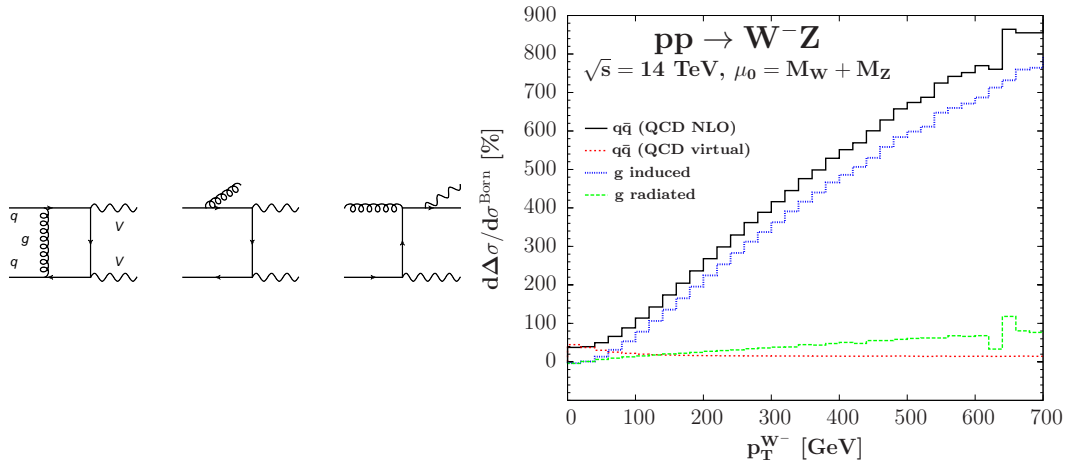 q
g
q
V
V
pp → W⁻Z
√s = 14 TeV, μ₀ = M_W + M_Z
qq̄ (QCD NLO)
qq̄ (QCD virtual)
g induced
g radiated
dΔσ/dσ^Born [%]
900
800
700
600
500
400
300
200
100
0
0 100 200 300 400 500 600 700
p_T^{W⁻} [GeV]